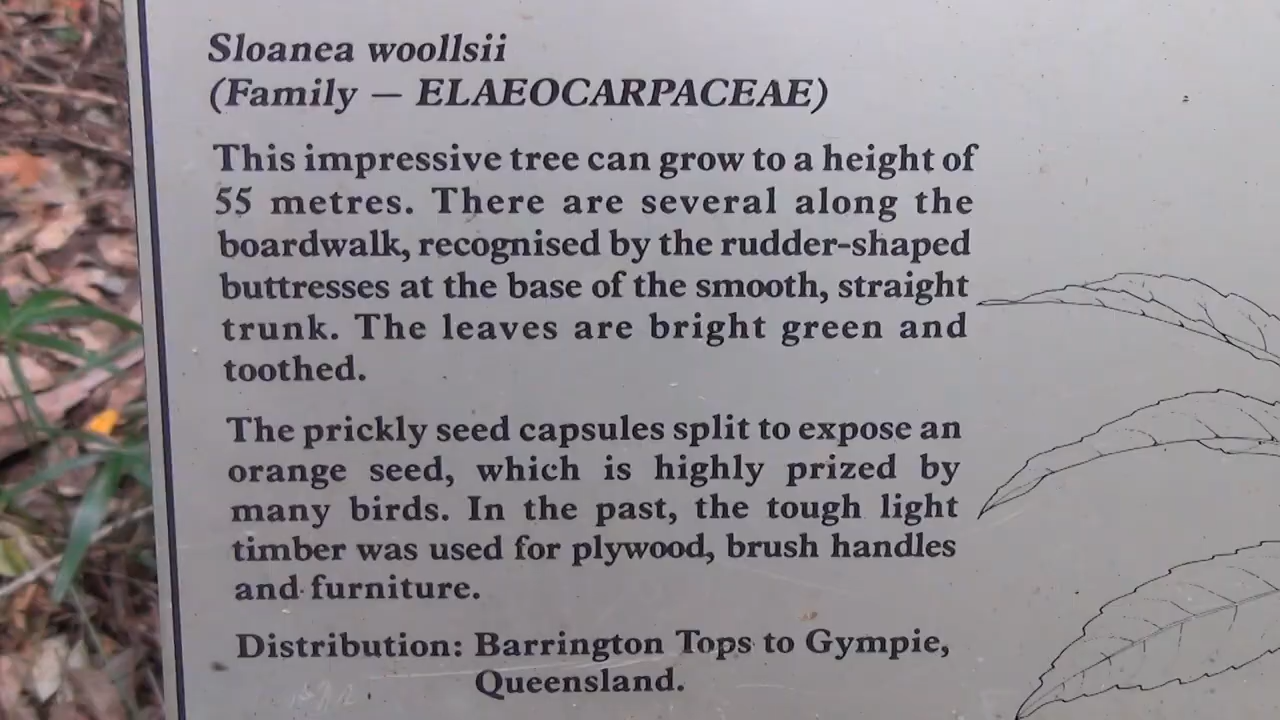 Sloanea woollsii
(Family — ELAEOCARPACEAE)
This impressive tree can grow to a height of
55 metres. There are several along the
boardwalk, recognised by the rudder-shaped
buttresses at the base of the smooth, straight
trunk. The leaves are bright green and
toothed.
The prickly seed capsules split to expose an
orange seed, which is highly prized by
many birds. In the past, the tough light
timber was used for plywood, brush handles
and furniture.
Distribution: Barrington Tops to Gympie,
Queensland.